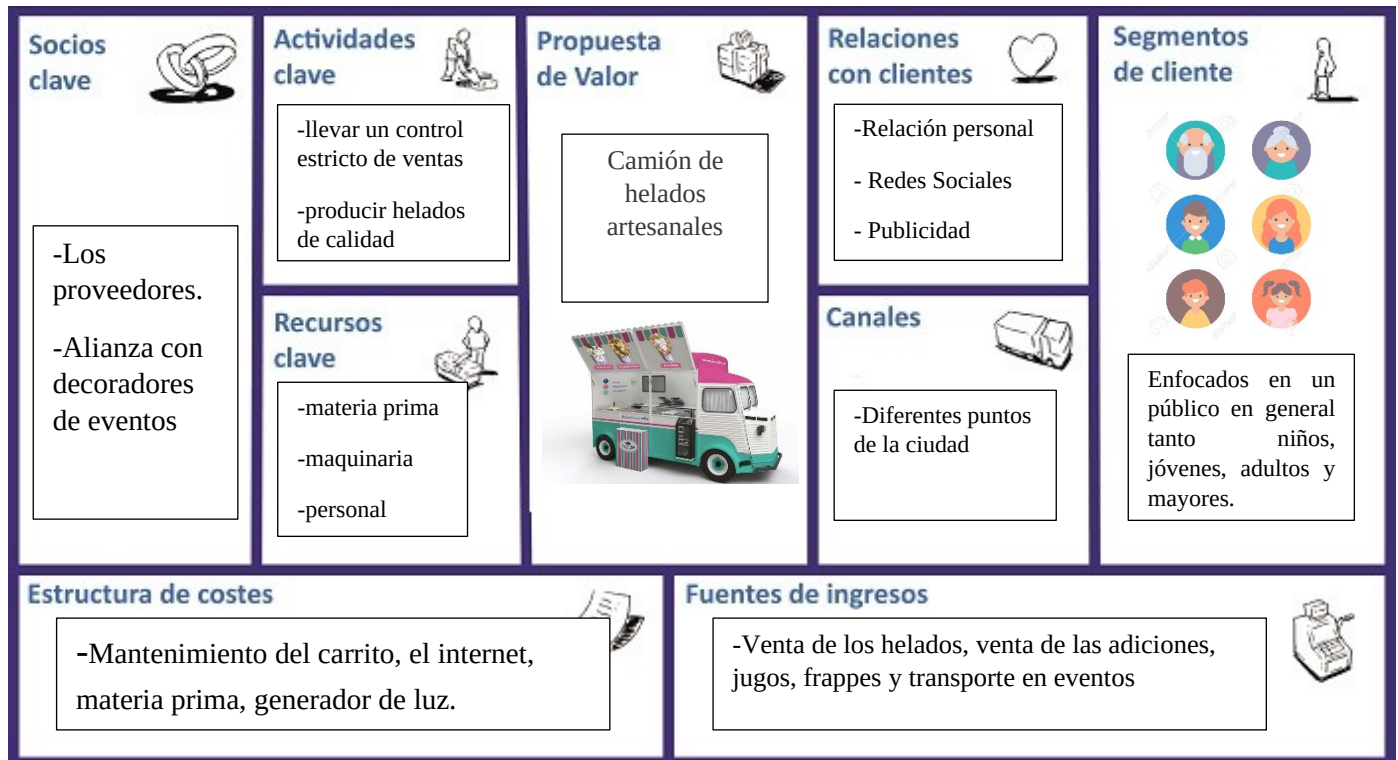 Socios
clave
-Los
proveedores.
-Alianza con
decoradores
de eventos
Actividades
clave
-llevar un control
estricto de ventas
-producir helados
de calidad
Recursos
clave
-materia prima
-maquinaria
-personal
Propuesta
de Valor
Camión de
helados
artesanales
Relaciones
con clientes
-Relación personal
- Redes Sociales
- Publicidad
Canales
-Diferentes puntos
de la ciudad
Segmentos
de cliente
Enfocados en un
público en general
tanto niños,
jóvenes, adultos y
mayores.
Estructura de costes
-Mantenimiento del carrito, el internet,
materia prima, generador de luz.
Fuentes de ingresos
-Venta de los helados, venta de las adiciones,
jugos, frappes y transporte en eventos